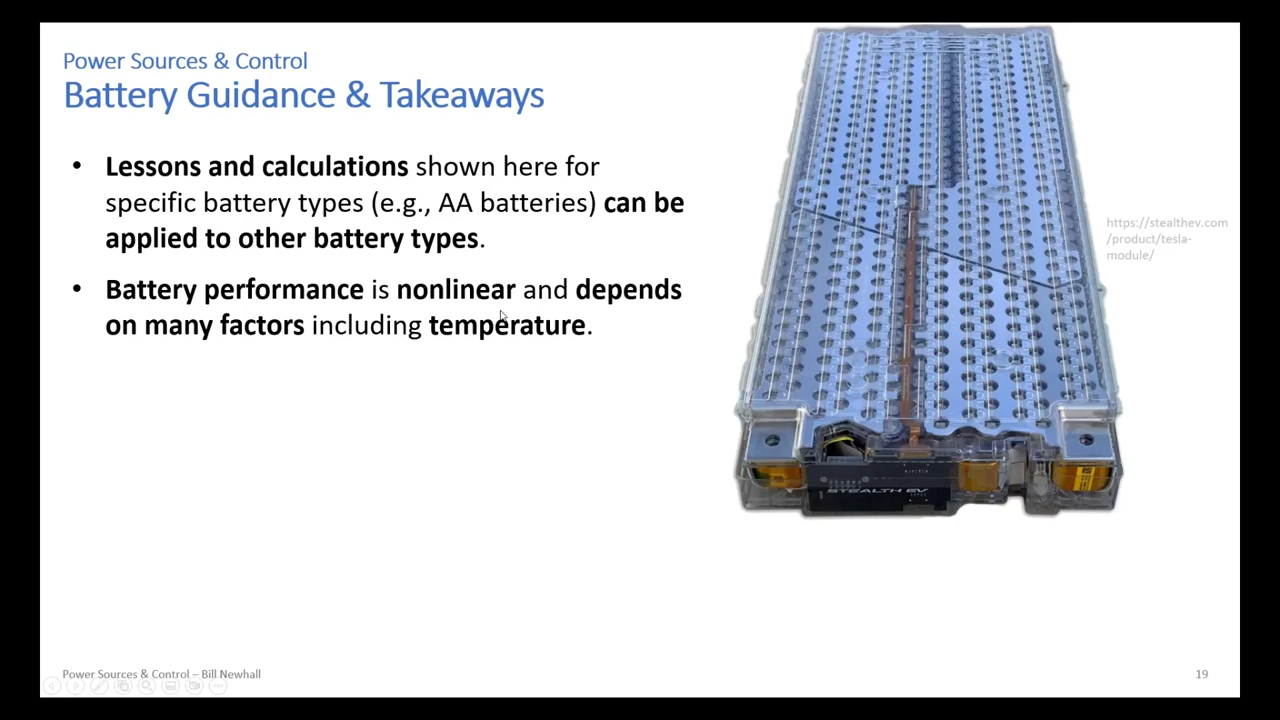 Power Sources & Control
Battery Guidance & Takeaways
• Lessons and calculations shown here for
specific battery types (e.g., AA batteries) can be
applied to other battery types.
• Battery performance is nonlinear and depends
on many factors including temperature.
https://stealthev.com
/product/tesla-
module/
STEALTH EV
Power Sources & Control – Bill Newhall
19